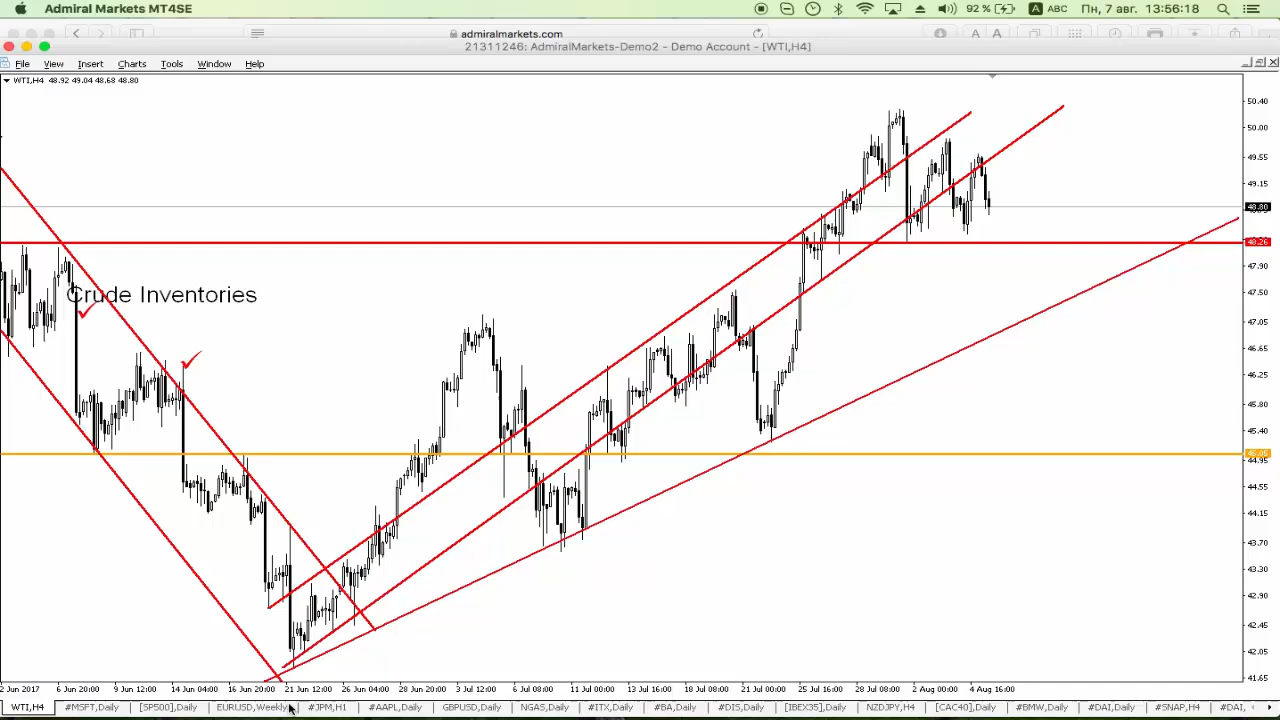 Admiral Markets MT4SE
92 %
A ABC
Пн, 7 авг. 13:56:18
admiralmarkets.com
21311246: AdmiralMarkets-Demo2 - Demo Account - [WTI,H4]
File View Insert Charts Tools Window Help
WTI,H4 48.92 49.04 48.68 48.80
50.40
50.00
49.55
49.15
48.80
48.26
47.90
47.50
47.05
46.65
46.25
45.80
45.40
45.05
44.95
44.55
44.15
43.70
43.30
42.90
42.45
42.05
41.65
Crude Inventories
2 Jun 2017 6 Jun 20:00 9 Jun 12:00 14 Jun 04:00 16 Jun 20:00 21 Jun 12:00 26 Jun 04:00 28 Jun 20:00 3 Jul 12:00 6 Jul 08:00 11 Jul 00:00 13 Jul 16:00 18 Jul 08:00 20 Jul 20:00 25 Jul 16:00 28 Jul 08:00 2 Aug 00:00 4 Aug 16:00
WTI,H4 #MSFT,Daily [SP500],Daily EURUSD,Weekly #JPM,H1 #AAPL,Daily GBPUSD,Daily NGAS,Daily #ITX,Daily #BA,Daily #DIS,Daily [IBEX35],Daily NZDJPY,H4 [CAC40],Daily #BMW,Daily #DAI,Daily #SNAP,H4 #DAI,